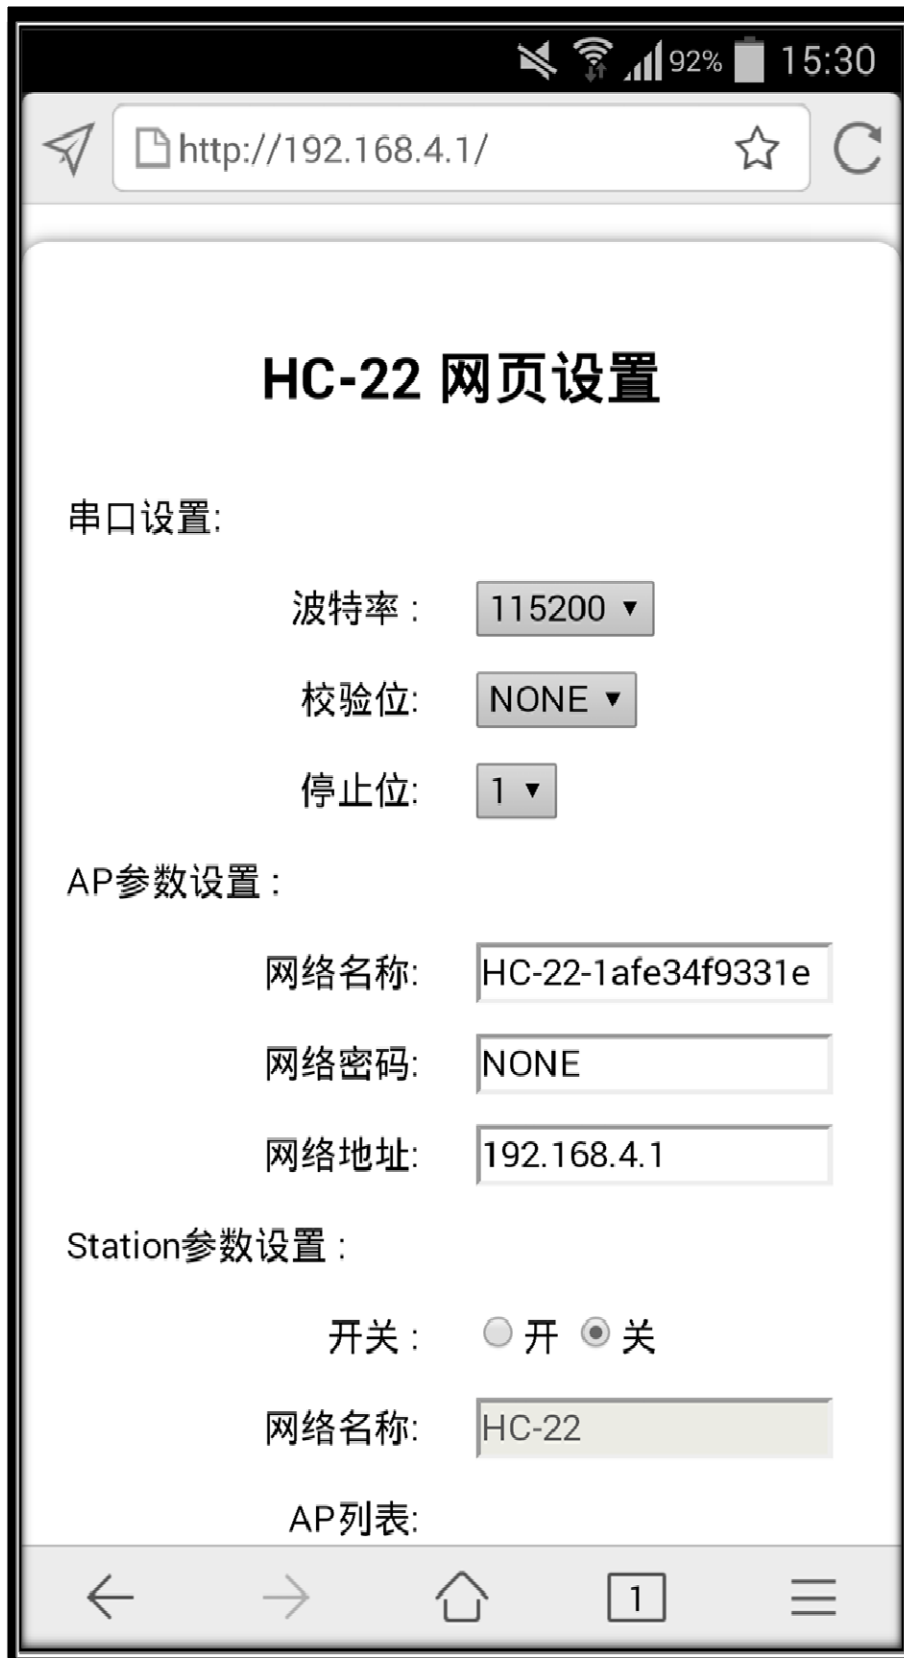 92% 15:30
http://192.168.4.1/
HC-22 网页设置
串口设置:
波特率 : 115200
校验位: NONE
停止位: 1
AP参数设置 :
网络名称: HC-22-1afe34f9331e
网络密码: NONE
网络地址: 192.168.4.1
Station参数设置 :
开关 : 开 关
网络名称: HC-22
AP列表:
1